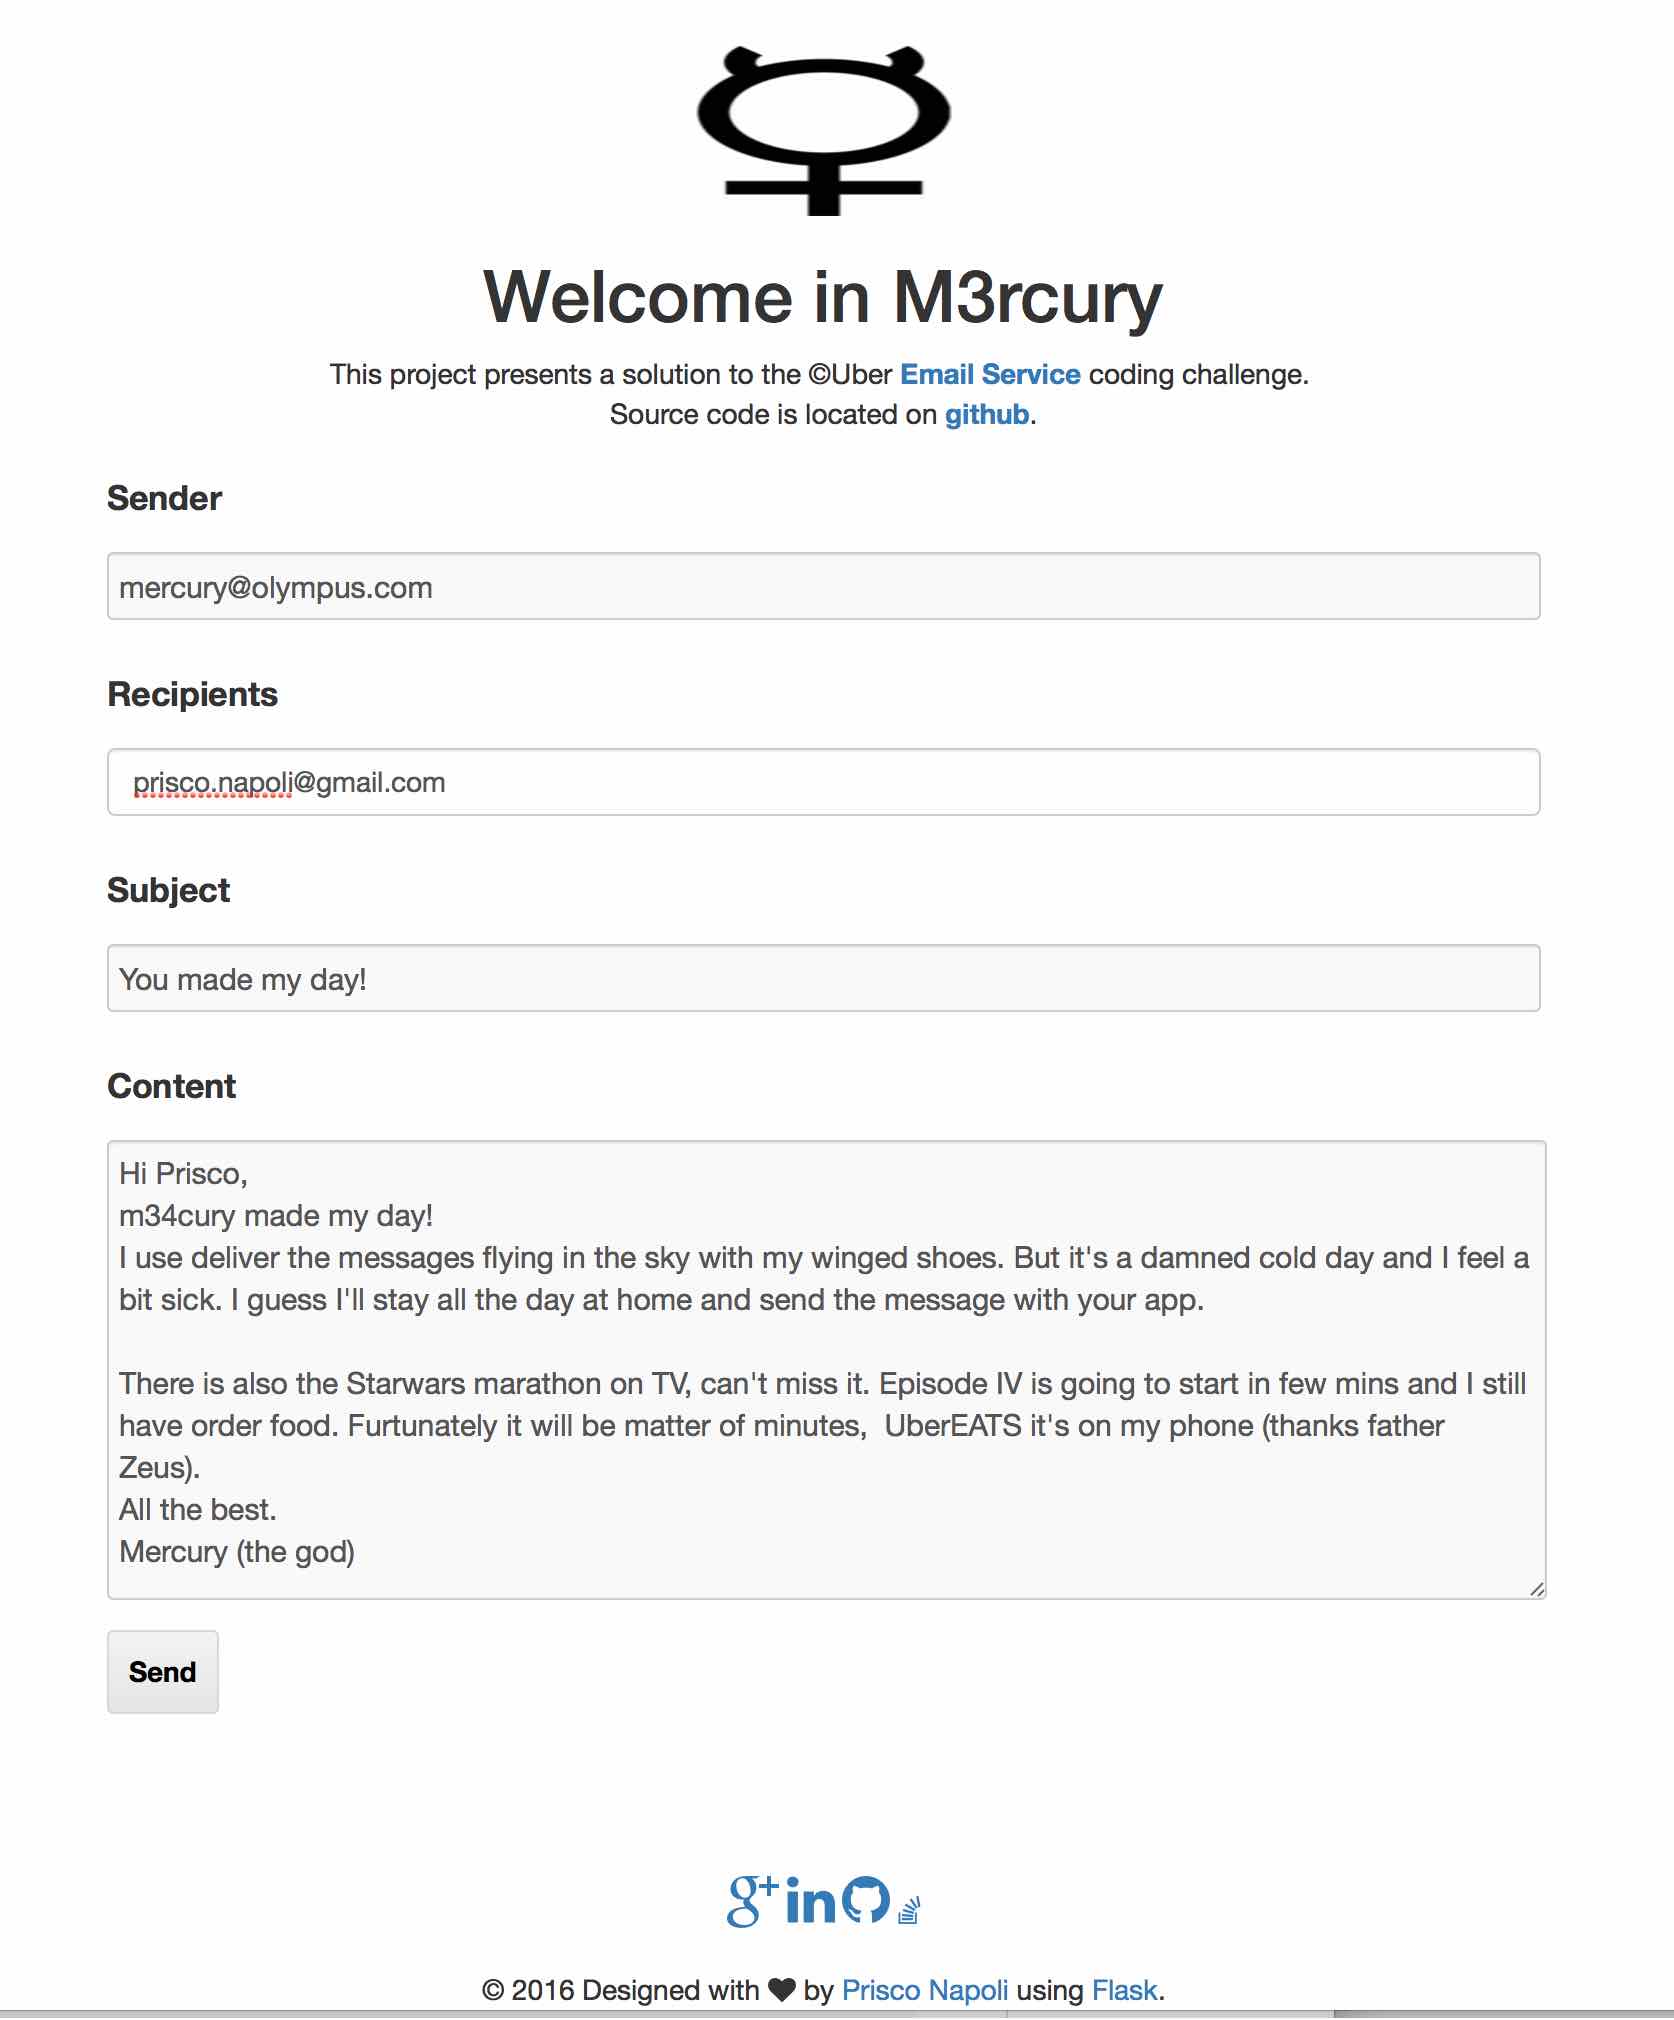 Welcome in M3rcury
This project presents a solution to the ©Uber Email Service coding challenge.
Source code is located on github.
Sender
mercury@olympus.com
Recipients
prisco.napoli@gmail.com
Subject
You made my day!
Content
Hi Prisco,
m34cury made my day!
I use deliver the messages flying in the sky with my winged shoes. But it's a damned cold day and I feel a
bit sick. I guess I'll stay all the day at home and send the message with your app.
There is also the Starwars marathon on TV, can't miss it. Episode IV is going to start in few mins and I still
have order food. Furtunately it will be matter of minutes,  UberEATS it's on my phone (thanks father
Zeus).
All the best.
Mercury (the god)
Send
g+ in
© 2016 Designed with ♥ by Prisco Napoli using Flask.